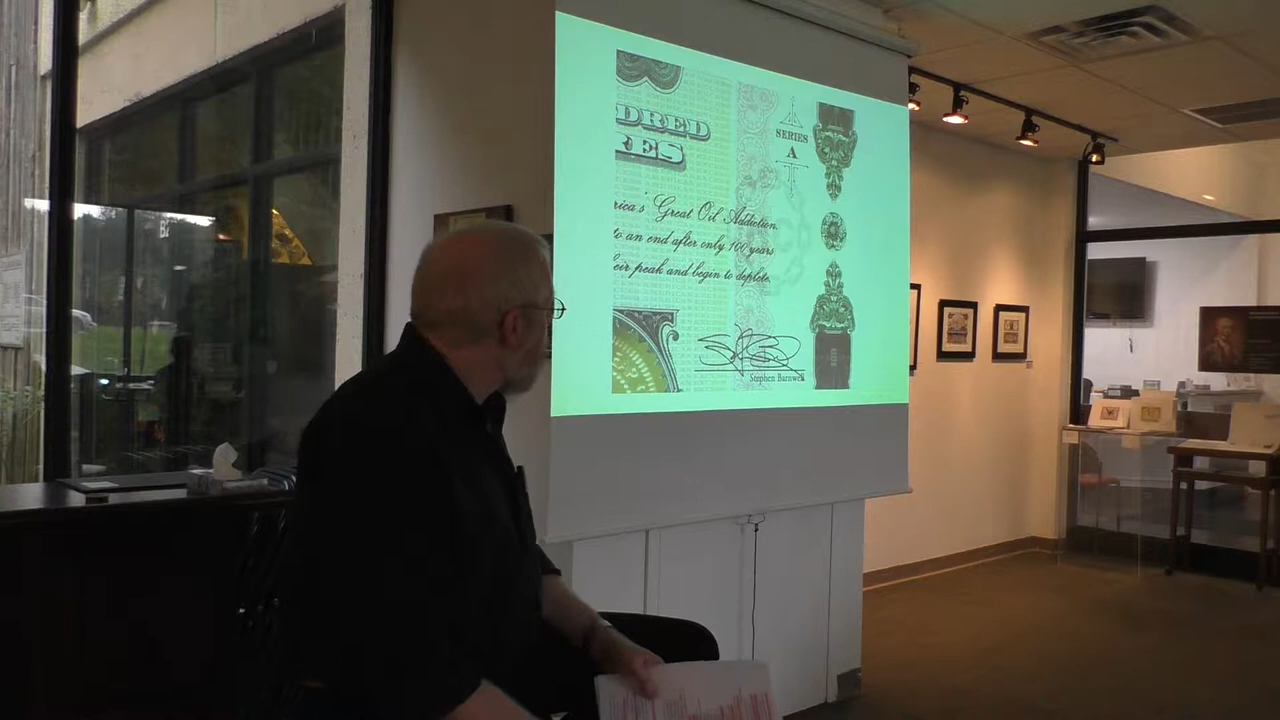 DRED
RES
SERIES
A
rica's Great Oil Addiction
to an end after only 100 years
eir peak and begin to deplete.
Stephen Barnwell